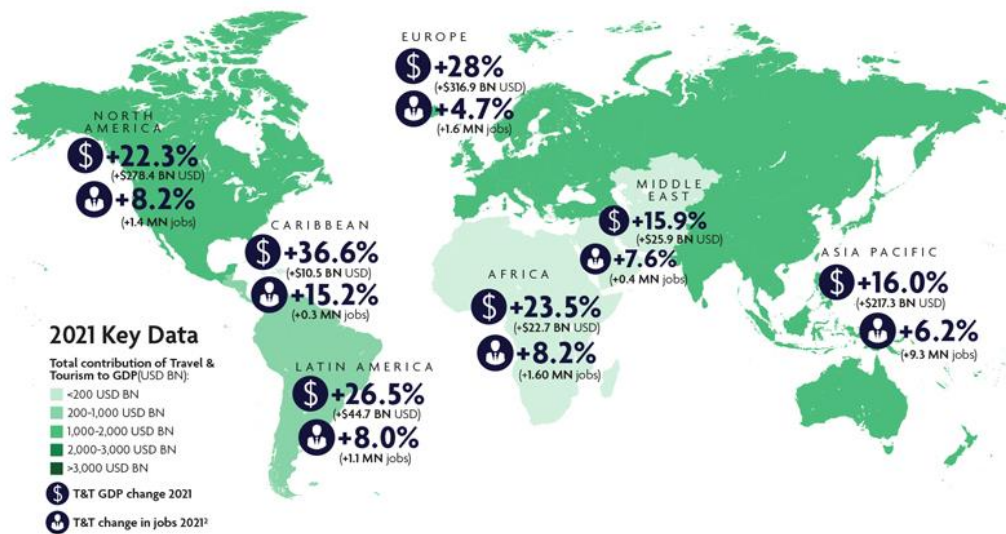 EUROPE
+28%
(+$316.9 BN USD)
+4.7%
(+1.6 MN jobs)
NORTH
AMERICA
+22.3%
(+$278.4 BN USD)
+8.2%
(+1.4 MN jobs)
CARIBBEAN
+36.6%
(+$10.5 BN USD)
+15.2%
(+0.3 MN jobs)
MIDDLE
EAST
+15.9%
(+$25.9 BN USD)
+7.6%
(+0.4 MN jobs)
ASIA PACIFIC
+16.0%
(+$217.3 BN USD)
+6.2%
(+9.3 MN jobs)
AFRICA
+23.5%
(+$22.7 BN USD)
+8.2%
(+1.60 MN jobs)
LATIN AMERICA
+26.5%
(+$44.7 BN USD)
+8.0%
(+1.1 MN jobs)
2021 Key Data
Total contribution of Travel &
Tourism to GDP(USD BN):
<200 USD BN
200-1,000 USD BN
1,000-2,000 USD BN
2,000-3,000 USD BN
>3,000 USD BN
$ T&T GDP change 2021
T&T change in jobs 2021²